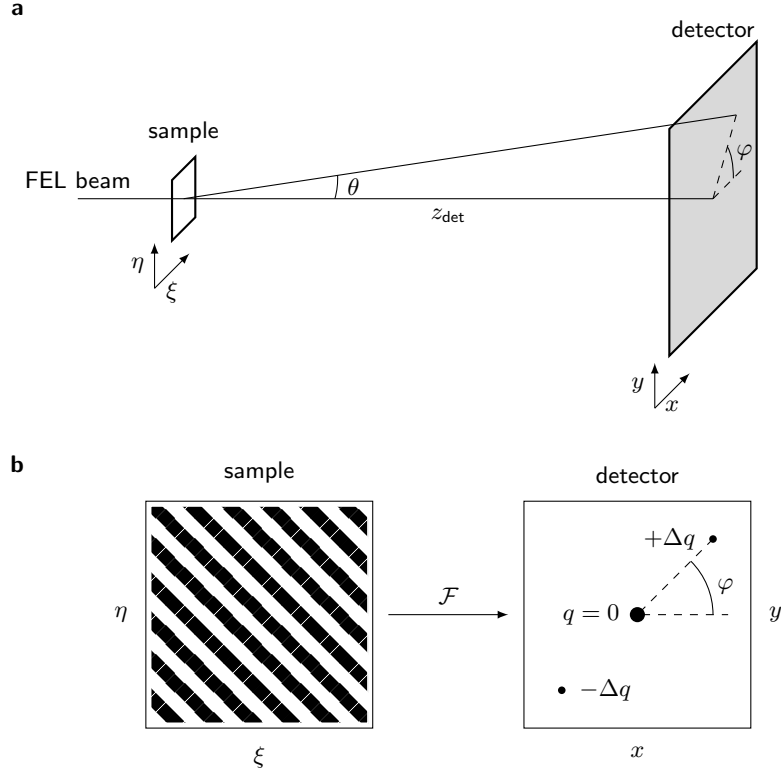 a
detector
sample
FEL beam
θ
φ
z_det
η
ξ
y
x
b
sample
detector
+Δq
η
F
q = 0
φ
y
−Δq
ξ
x